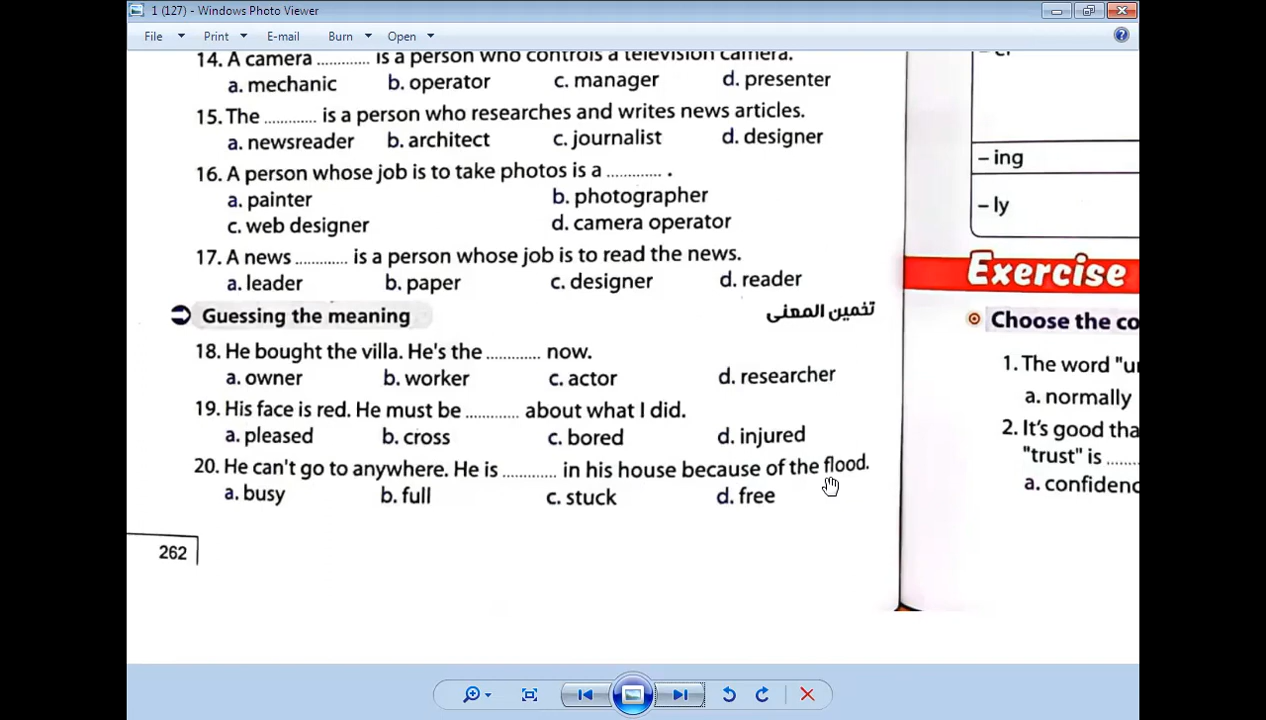 1 (127) - Windows Photo Viewer
File Print E-mail Burn Open
14. A camera ............ is a person who controls a television camera.
a. mechanic b. operator c. manager d. presenter
15. The ............ is a person who researches and writes news articles.
a. newsreader b. architect c. journalist d. designer
16. A person whose job is to take photos is a ............. .
a. painter b. photographer
c. web designer d. camera operator
17. A news ............ is a person whose job is to read the news.
a. leader b. paper c. designer d. reader
Guessing the meaning تخمين المعنى
18. He bought the villa. He's the ............ now.
a. owner b. worker c. actor d. researcher
19. His face is red. He must be ............ about what I did.
a. pleased b. cross c. bored d. injured
20. He can't go to anywhere. He is ............ in his house because of the flood.
a. busy b. full c. stuck d. free
262
– ing
– ly
Exercise
Choose the co
1. The word "u
a. normally
2. It's good tha
"trust" is ......
a. confidenc